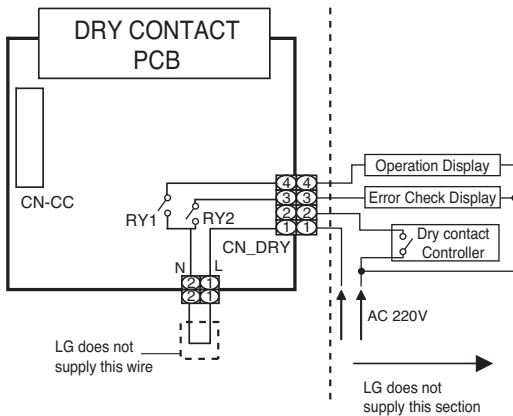 DRY CONTACT
PCB
CN-CC
RY1
RY2
CN_DRY
4 4
3 3
2 2
1 1
N L
2 1
2 1
LG does not
supply this wire
Operation Display
Error Check Display
Dry contact
Controller
AC 220V
LG does not
supply this section